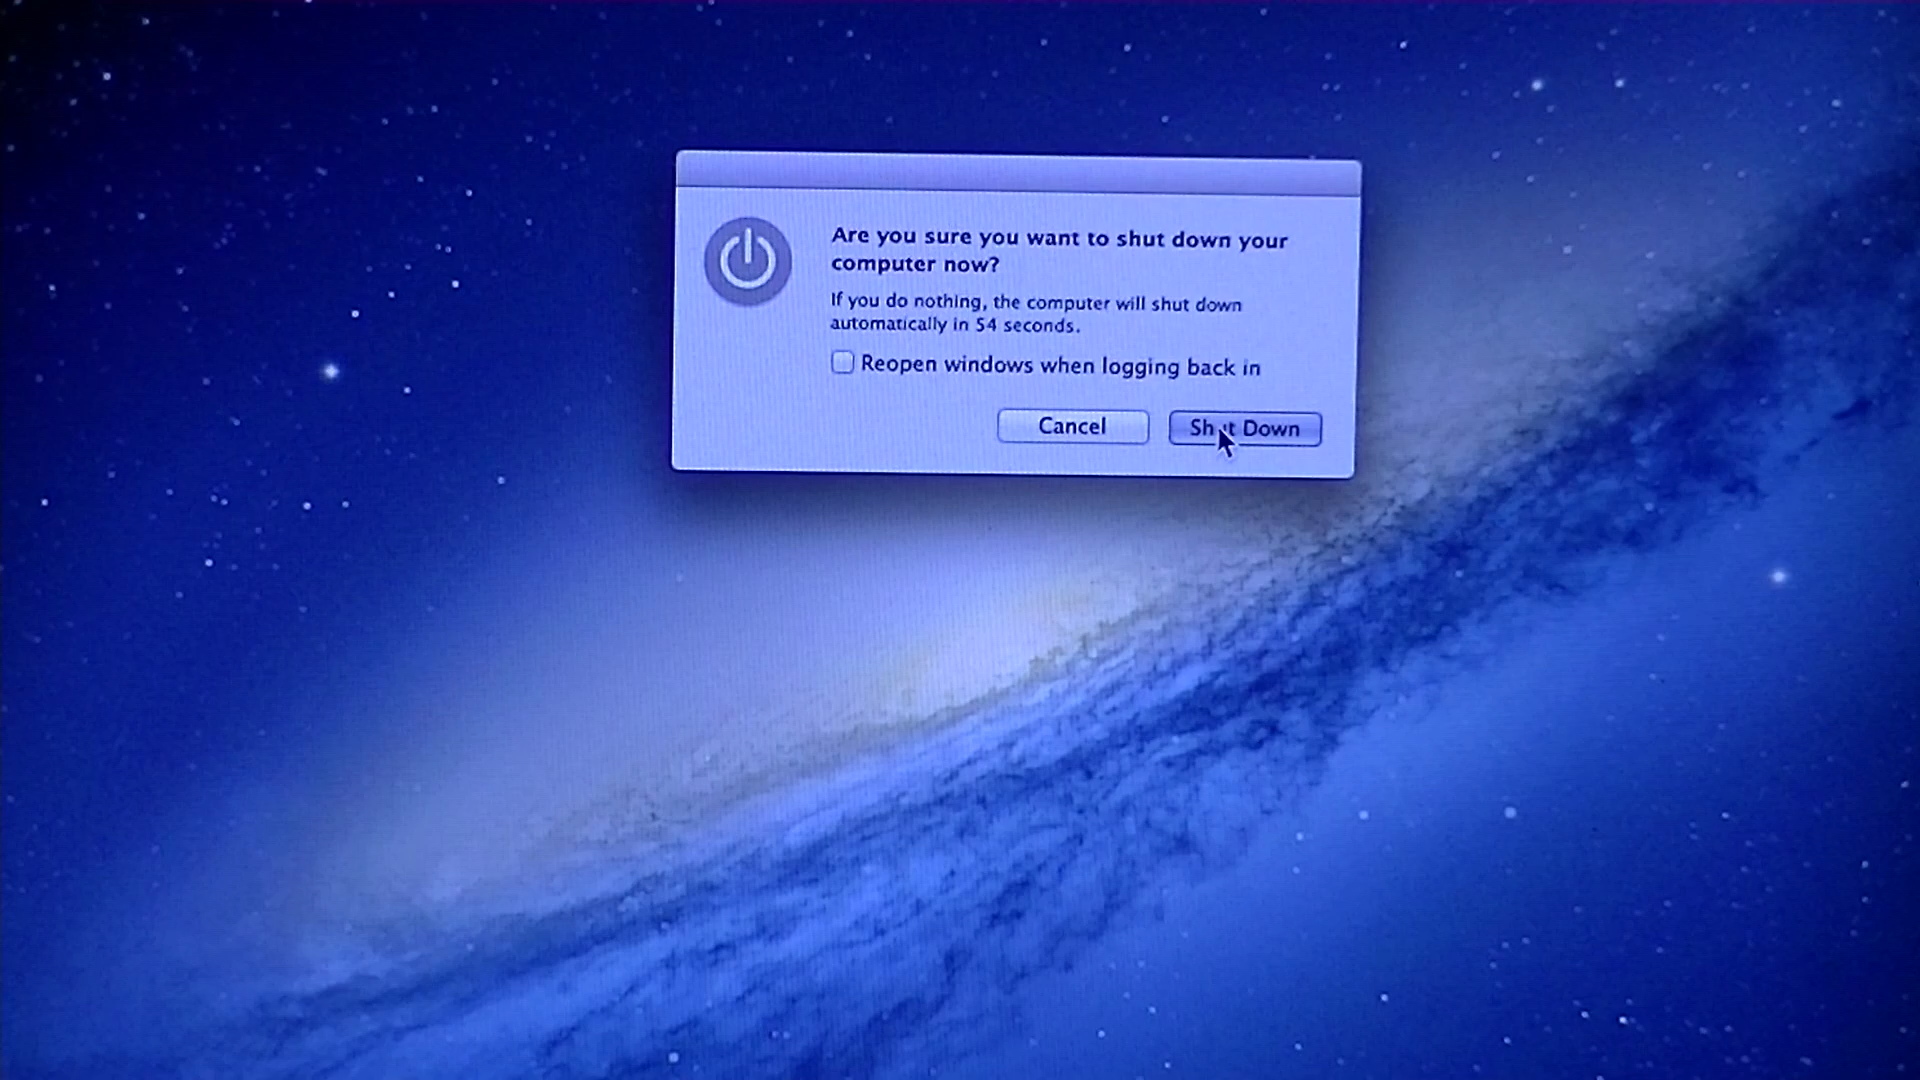 Are you sure you want to shut down your
computer now?
If you do nothing, the computer will shut down
automatically in 54 seconds.
Reopen windows when logging back in
Cancel
Shut Down